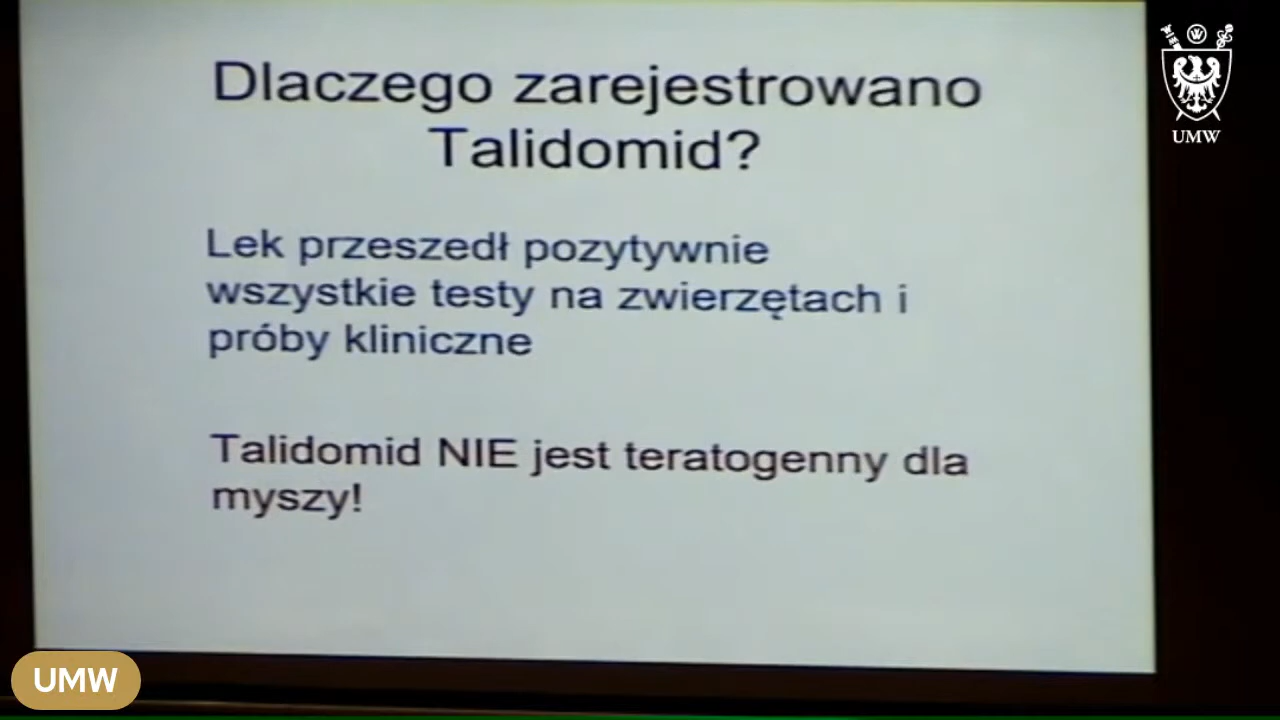 Dlaczego zarejestrowano
Talidomid?
Lek przeszedł pozytywnie
wszystkie testy na zwierzętach i
próby kliniczne
Talidomid NIE jest teratogenny dla
myszy!
W
UMW
UMW